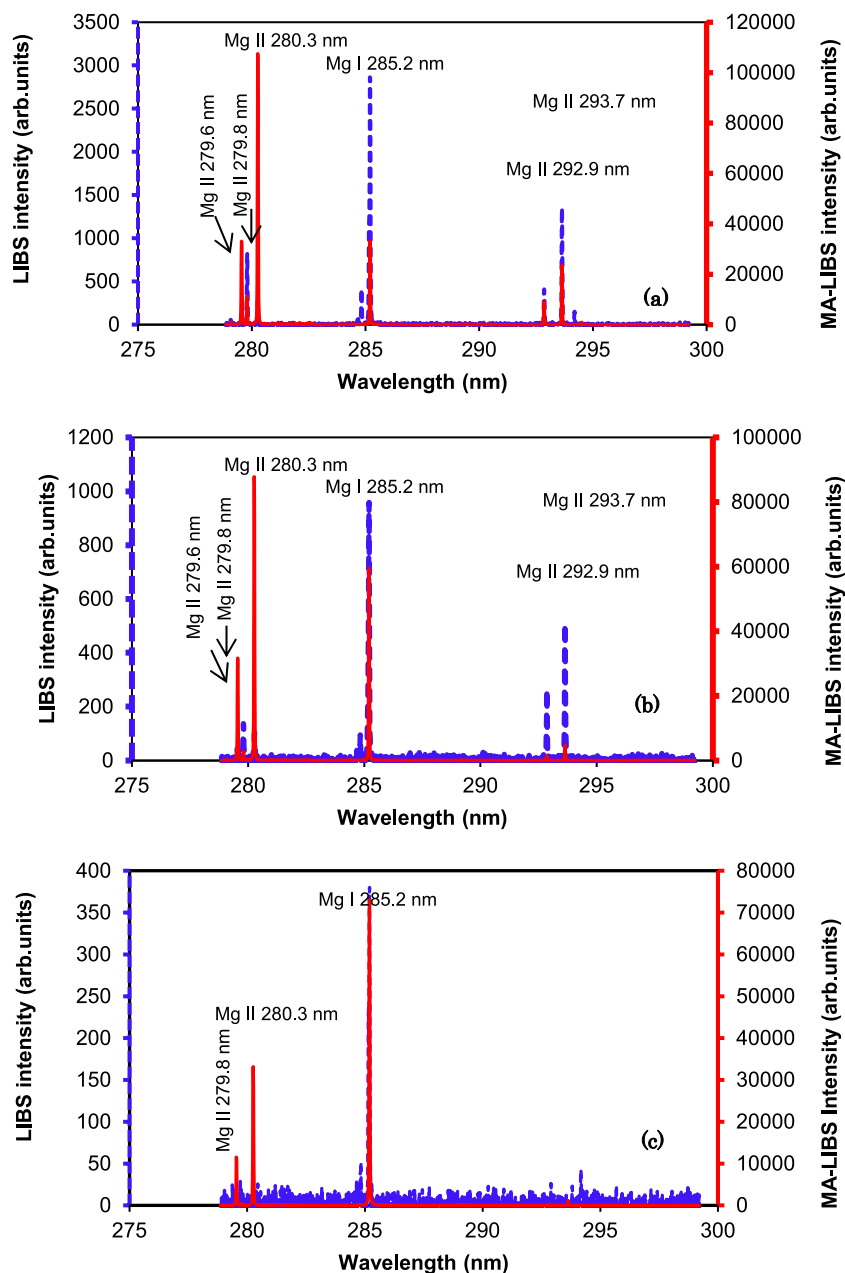 3500
3000
2500
2000
1500
1000
500
0
LIBS intensity (arb.units)
120000
100000
80000
60000
40000
20000
0
MA-LIBS intensity (arb.units)
Mg II 280.3 nm
Mg I 285.2 nm
Mg II 293.7 nm
Mg II 292.9 nm
Mg II 279.6 nm
Mg II 279.8 nm
(a)
275 280 285 290 295 300
Wavelength (nm)
1200
1000
800
600
400
200
0
LIBS intensity (arb.units)
100000
80000
60000
40000
20000
0
MA-LIBS intensity (arb.units)
Mg II 280.3 nm
Mg I 285.2 nm
Mg II 293.7 nm
Mg II 292.9 nm
Mg II 279.6 nm
Mg II 279.8 nm
(b)
275 280 285 290 295 300
Wavelength (nm)
400
350
300
250
200
150
100
50
0
LIBS intensity (arb.units)
80000
70000
60000
50000
40000
30000
20000
10000
0
MA-LIBS Intensity (arb.units)
Mg I 285.2 nm
Mg II 280.3 nm
Mg II 279.8 nm
(c)
275 280 285 290 295 300
Wavelength (nm)